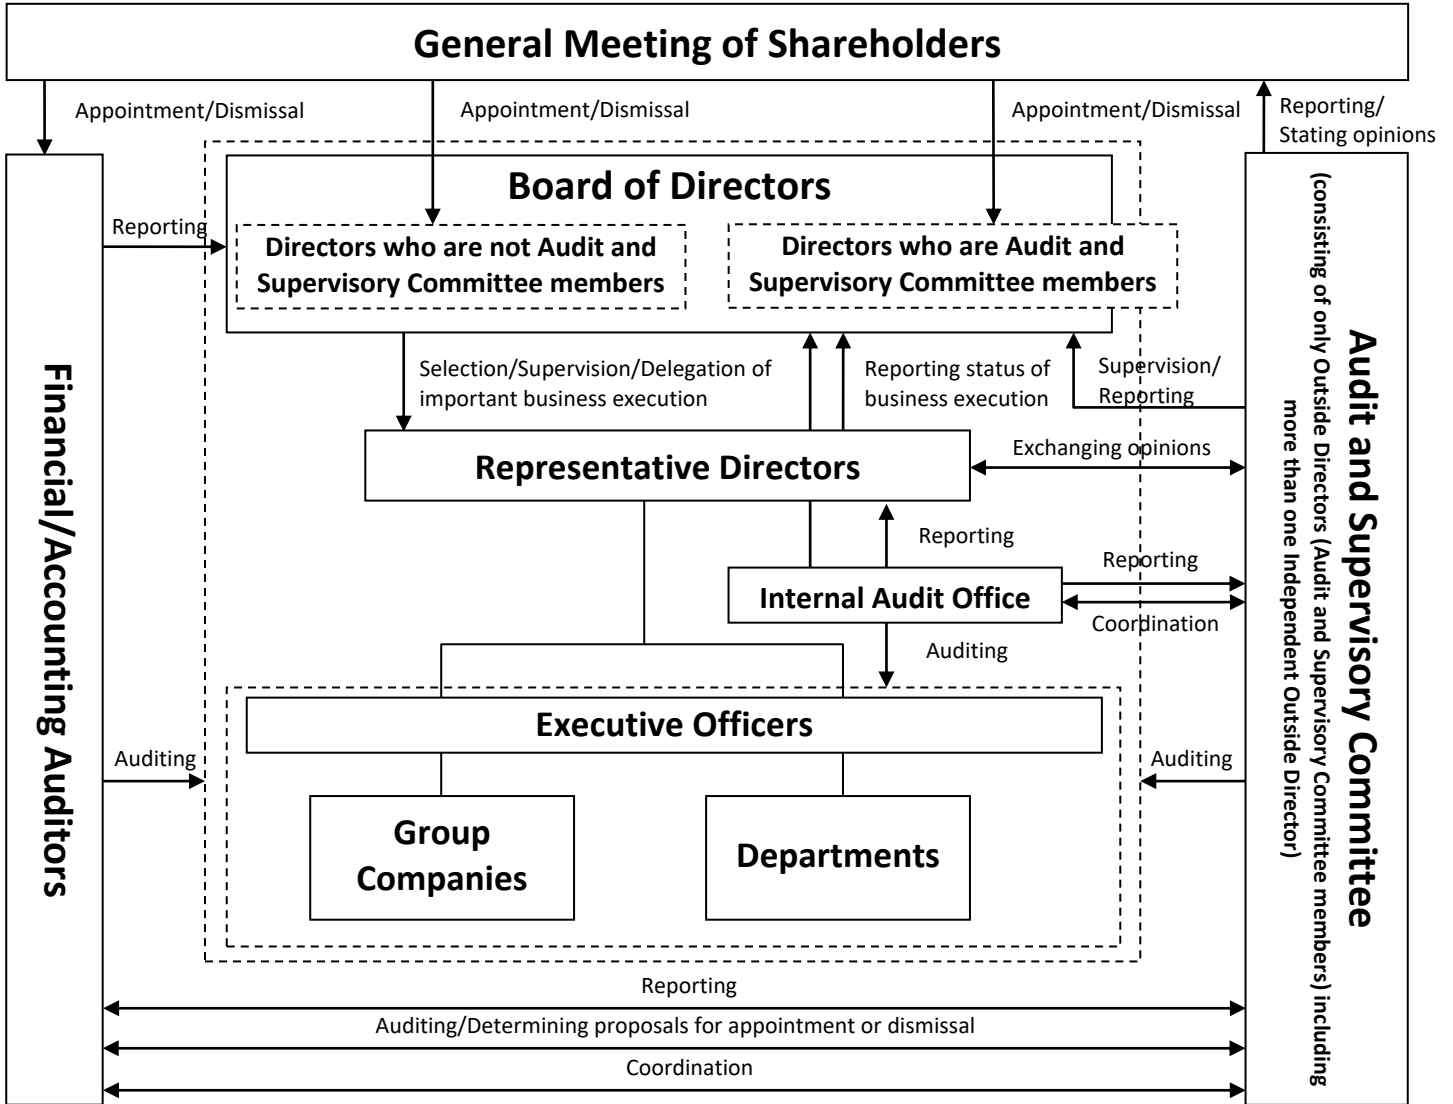 General Meeting of Shareholders
Appointment/Dismissal
Appointment/Dismissal
Appointment/Dismissal
Reporting/
Stating opinions
Board of Directors
Reporting
Directors who are not Audit and
Supervisory Committee members
Directors who are Audit and
Supervisory Committee members
Financial/Accounting Auditors
Audit and Supervisory Committee
(consisting of only Outside Directors (Audit and Supervisory Committee members) including
more than one Independent Outside Director)
Selection/Supervision/Delegation of
important business execution
Reporting status of
business execution
Supervision/
Reporting
Representative Directors
Exchanging opinions
Reporting
Internal Audit Office
Reporting
Coordination
Auditing
Executive Officers
Auditing
Auditing
Group
Companies
Departments
Reporting
Auditing/Determining proposals for appointment or dismissal
Coordination